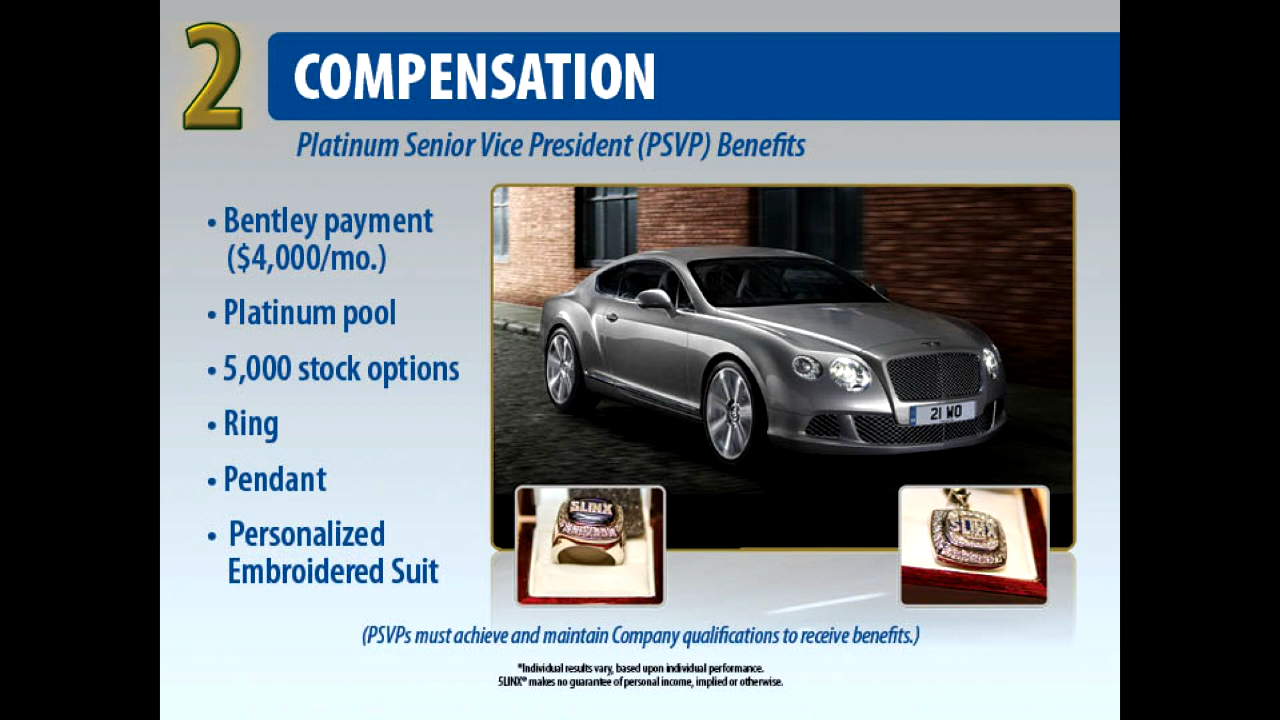 2
COMPENSATION
Platinum Senior Vice President (PSVP) Benefits
• Bentley payment
($4,000/mo.)
• Platinum pool
• 5,000 stock options
• Ring
• Pendant
• Personalized
Embroidered Suit
21 WO
5LINX
5LINX
(PSVPs must achieve and maintain Company qualifications to receive benefits.)
*Individual results vary, based upon individual performance.
5LINX® makes no guarantee of personal income, implied or otherwise.